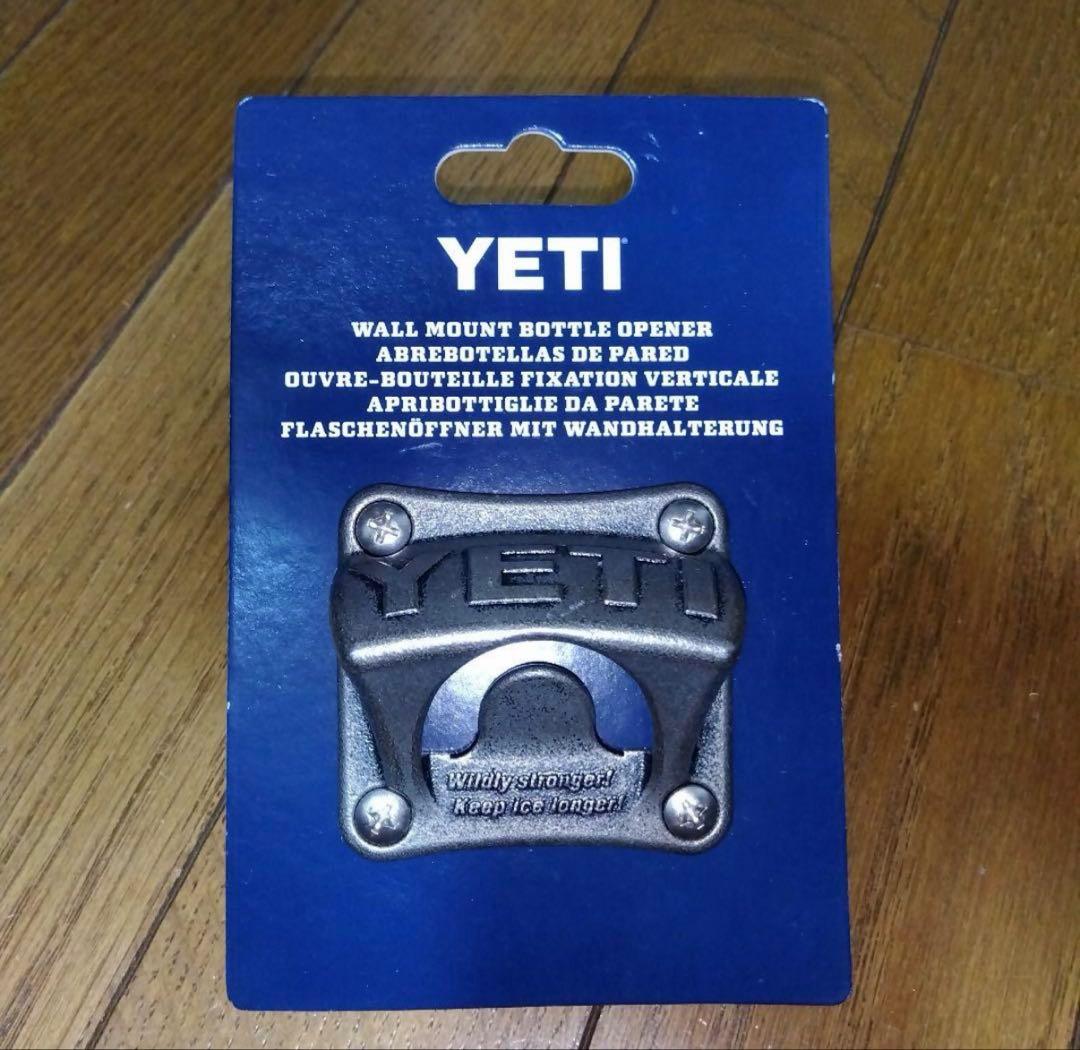 YETI
WALL MOUNT BOTTLE OPENER
ABREBOTELLAS DE PARED
OUVRE-BOUTEILLE FIXATION VERTICALE
APRIBOTTIGLIE DA PARETE
FLASCHENÖFFNER MIT WANDHALTERUNG
YETI
Wildly stronger!
Keep ice longer!